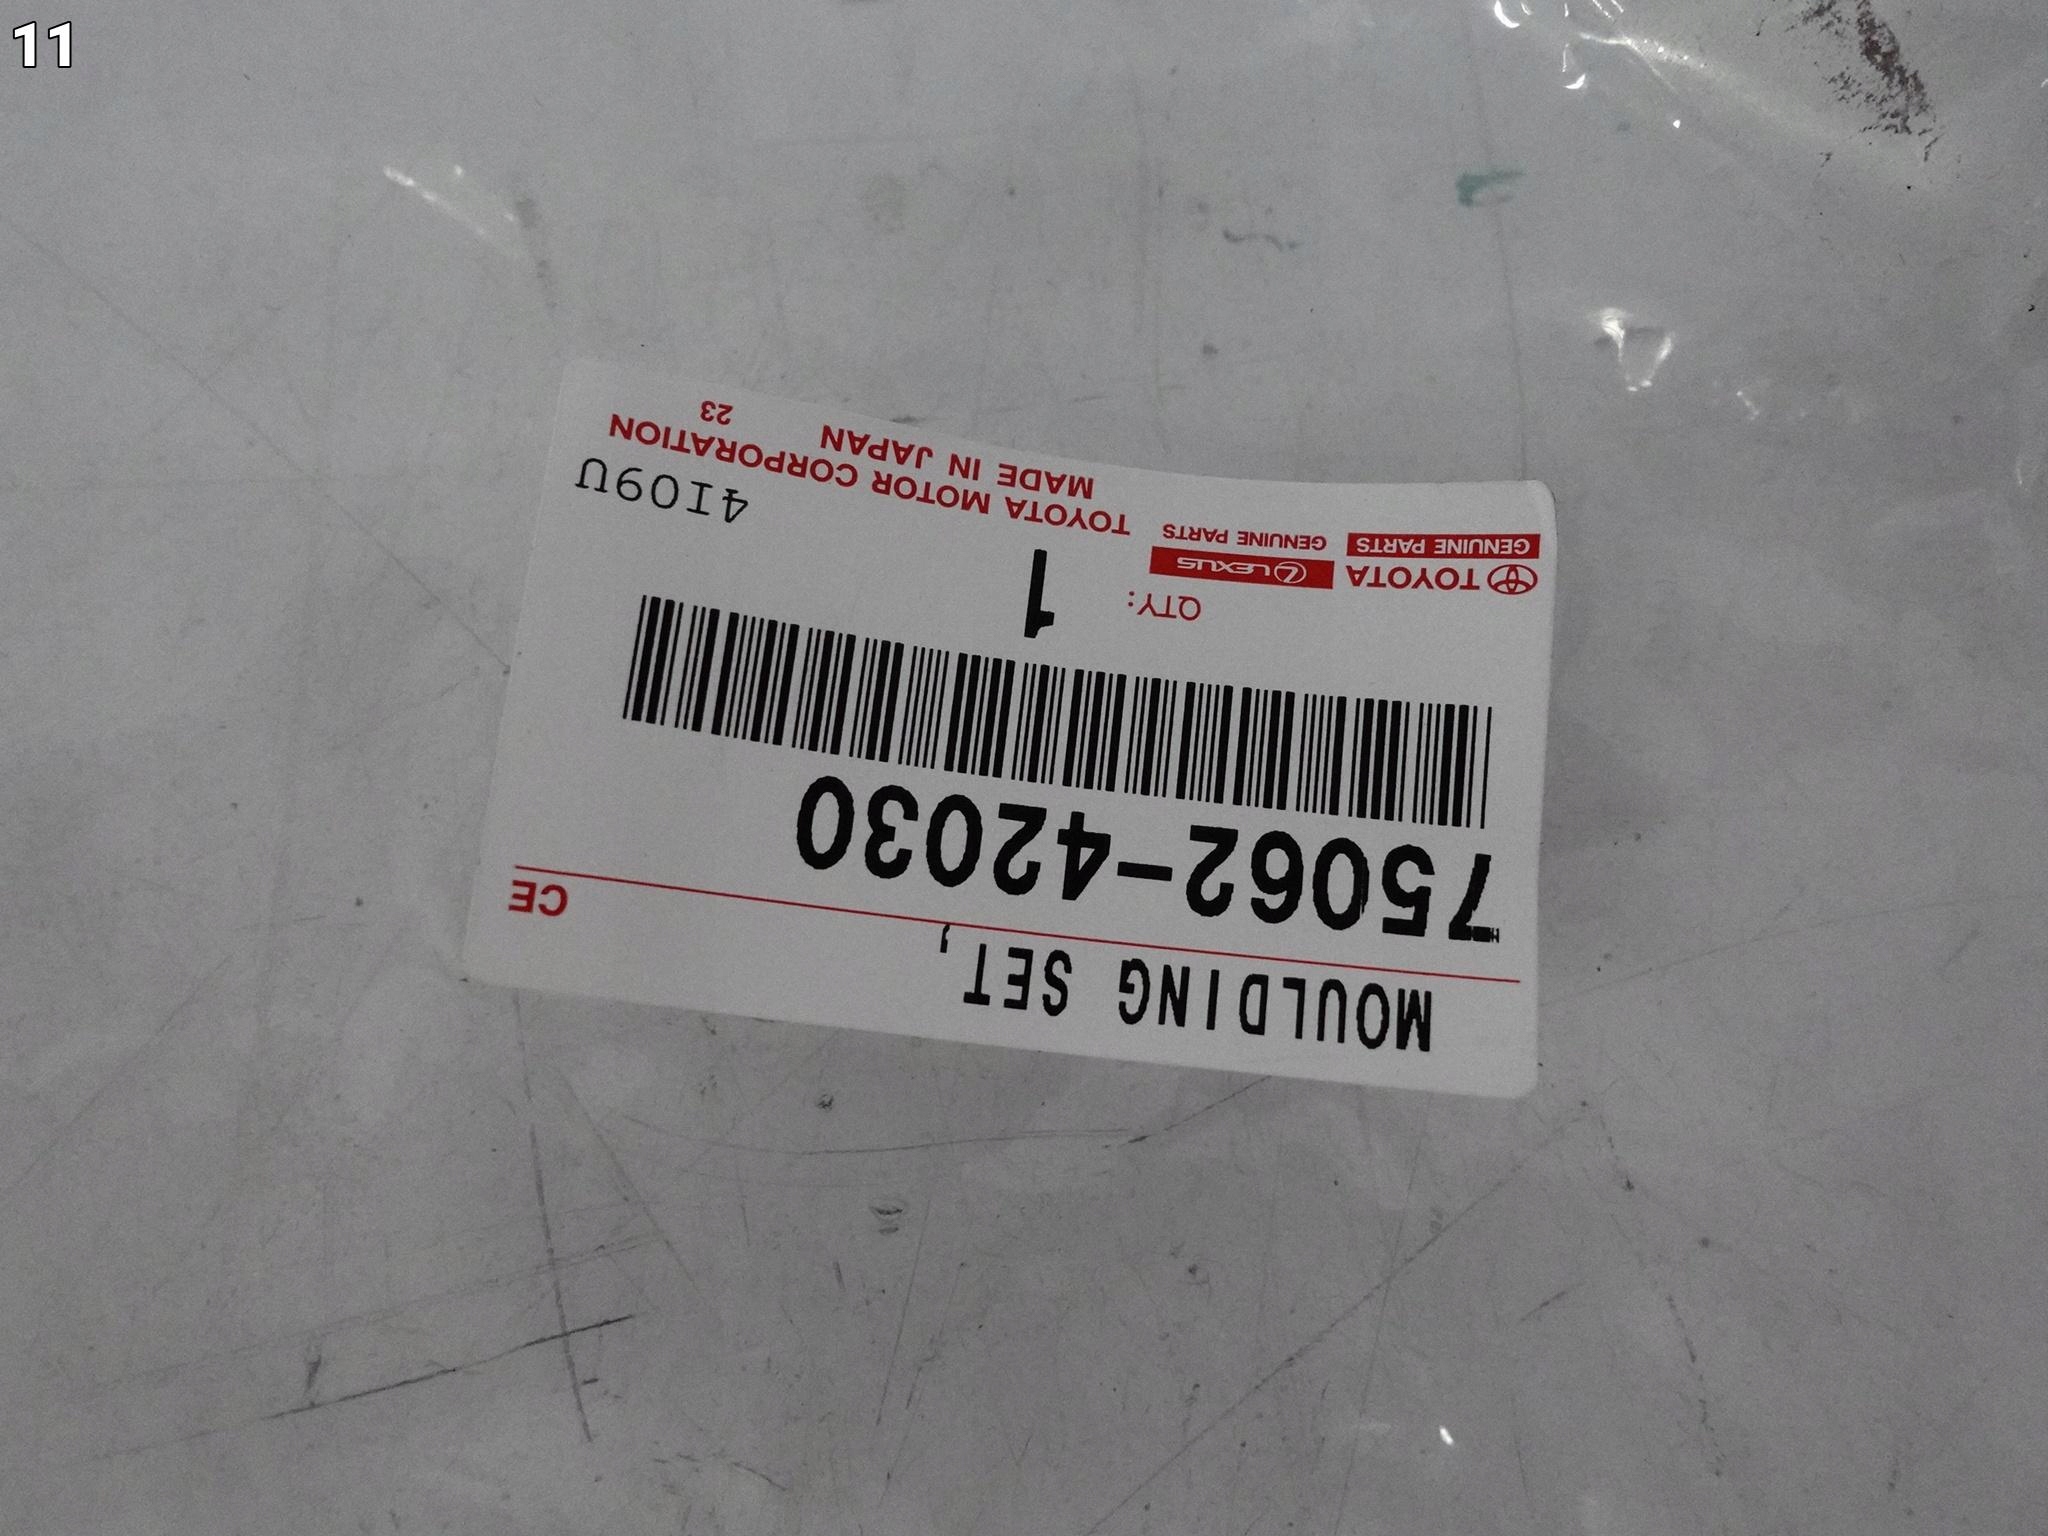 11
MOULDING SET,
CE
75062-42030
QTY: 1
TOYOTA
GENUINE PARTS
LEXUS
GENUINE PARTS
4I09U
TOYOTA MOTOR CORPORATION
MADE IN JAPAN 23